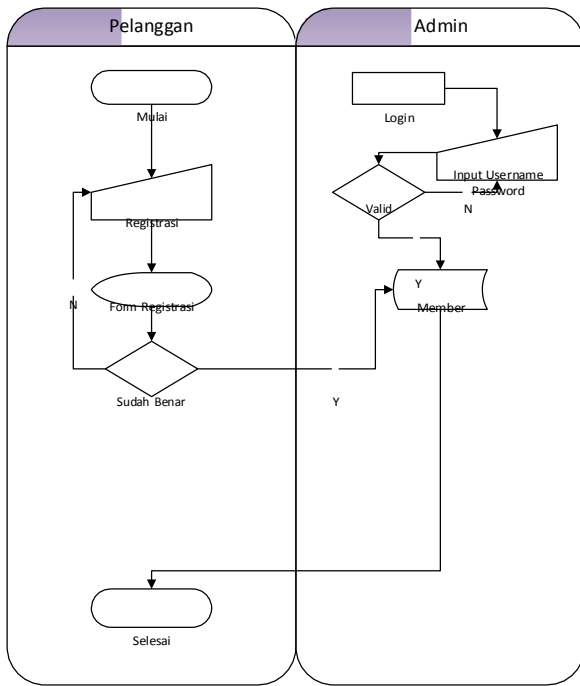 Pelanggan
Admin
Mulai
Login
Input Username
Password
Valid
N
Registrasi
Y
N
Form Registrasi
Member
Sudah Benar
Y
Selesai